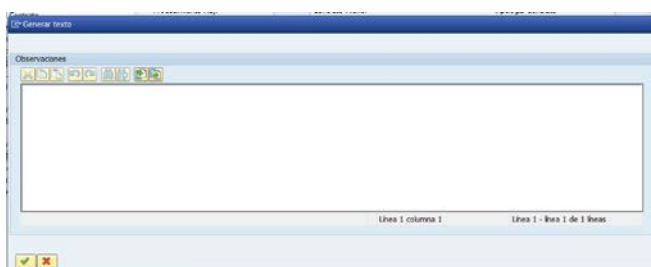 Generar texto
Observaciones
Línea 1 columna 1
Línea 1 - línea 1 de 1 líneas